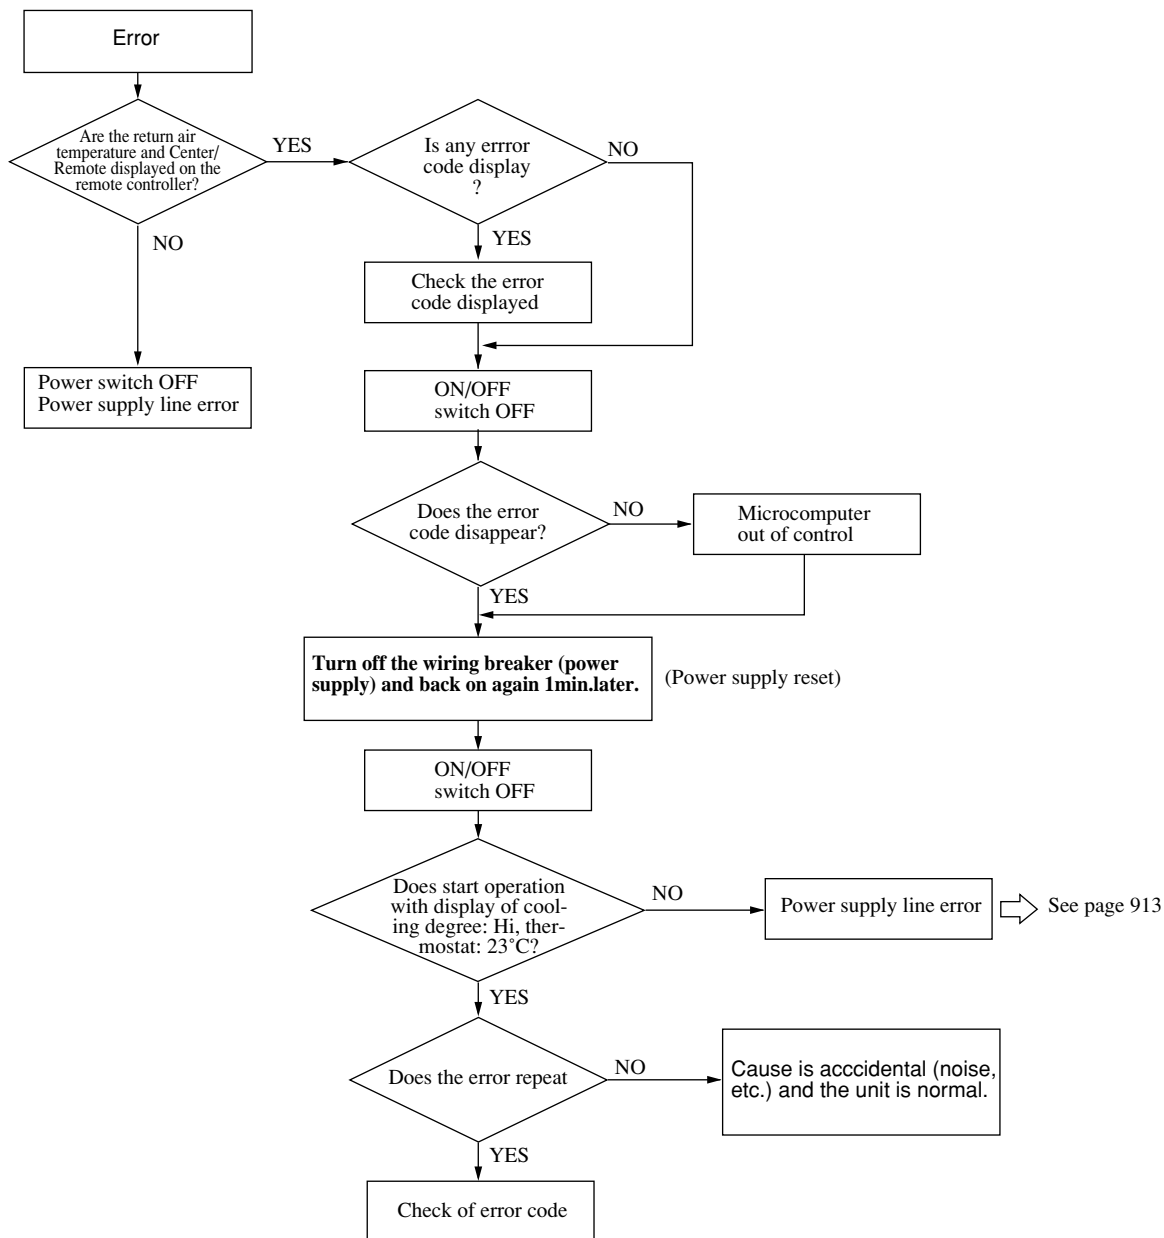 Error
Are the return air
temperature and Center/
Remote displayed on the
remote controller?
YES
Is any errror
code display
?
NO
NO
YES
Check the error
code displayed
Power switch OFF
Power supply line error
ON/OFF
switch OFF
Does the error
code disappear?
NO
Microcomputer
out of control
YES
Turn off the wiring breaker (power
supply) and back on again 1min.later.
(Power supply reset)
ON/OFF
switch OFF
Does start operation
with display of cool-
ing degree: Hi, ther-
mostat: 23°C?
NO
Power supply line error
See page 913
YES
Does the error repeat
NO
Cause is acccidental (noise,
etc.) and the unit is normal.
YES
Check of error code